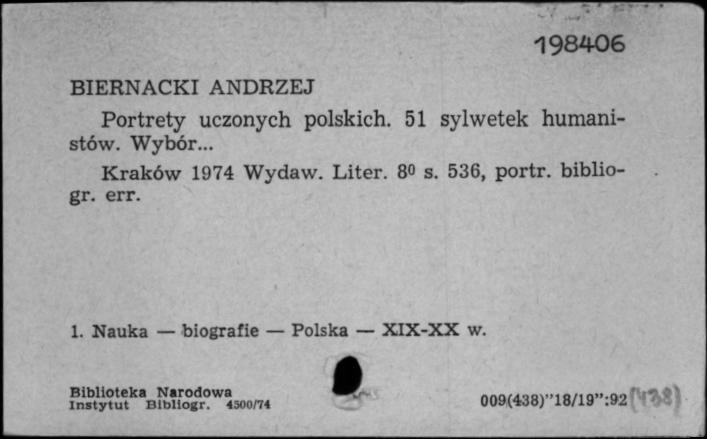 198406
BIERNACKI ANDRZEJ
Portrety uczonych polskich. 51 sylwetek humani-
stów. Wybór...
Kraków 1974 Wydaw. Liter. 8⁰ s. 536, portr. biblio-
gr. err.
1. Nauka — biografie — Polska — XIX-XX w.
Biblioteka Narodowa
Instytut Bibliogr. 4500/74
009(438)"18/19":92 (438)